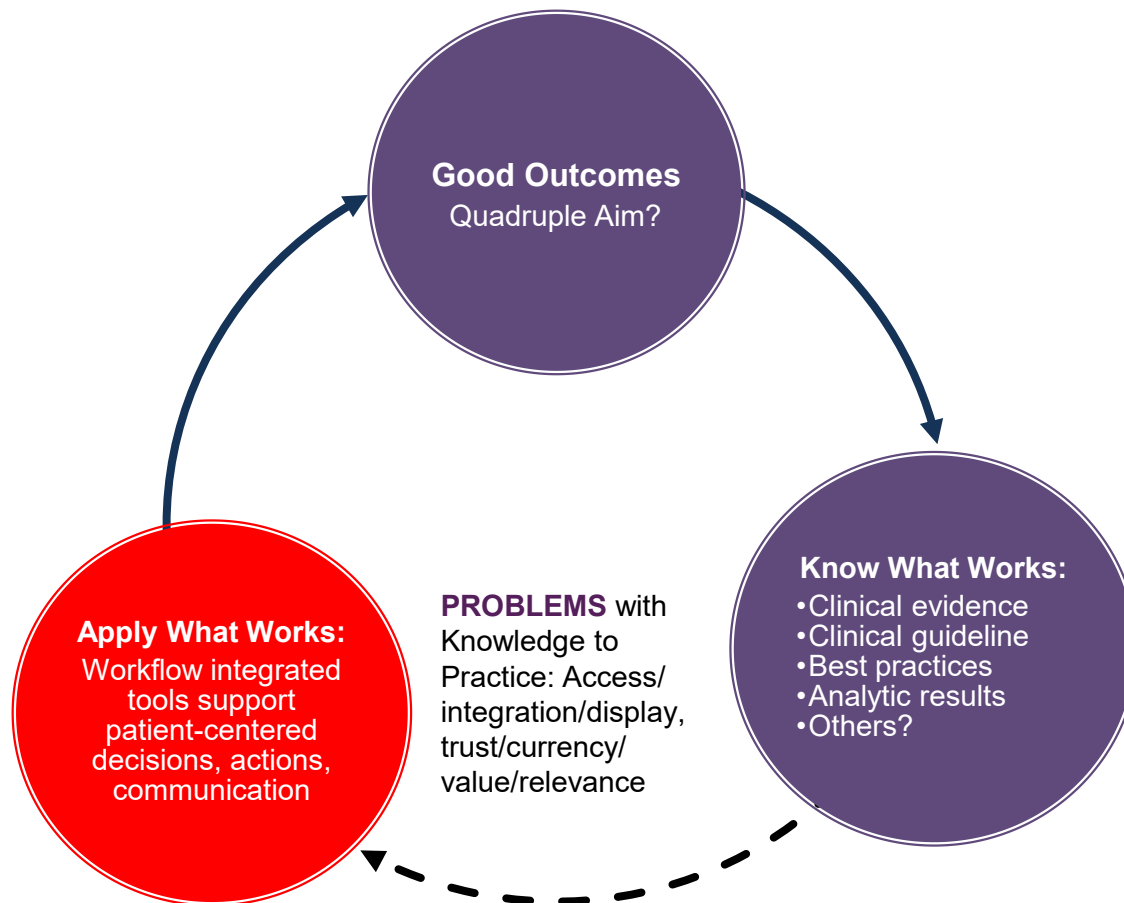 Good Outcomes
Quadruple Aim?
Know What Works:
•Clinical evidence
•Clinical guideline
•Best practices
•Analytic results
•Others?
PROBLEMS with
Knowledge to
Practice: Access/
integration/display,
trust/currency/
value/relevance
Apply What Works:
Workflow integrated
tools support
patient-centered
decisions, actions,
communication